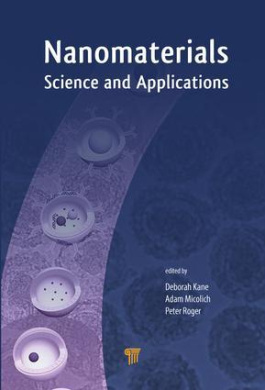 Nanomaterials
Science and Applications
edited by
Deborah Kane
Adam Micolich
Peter Roger